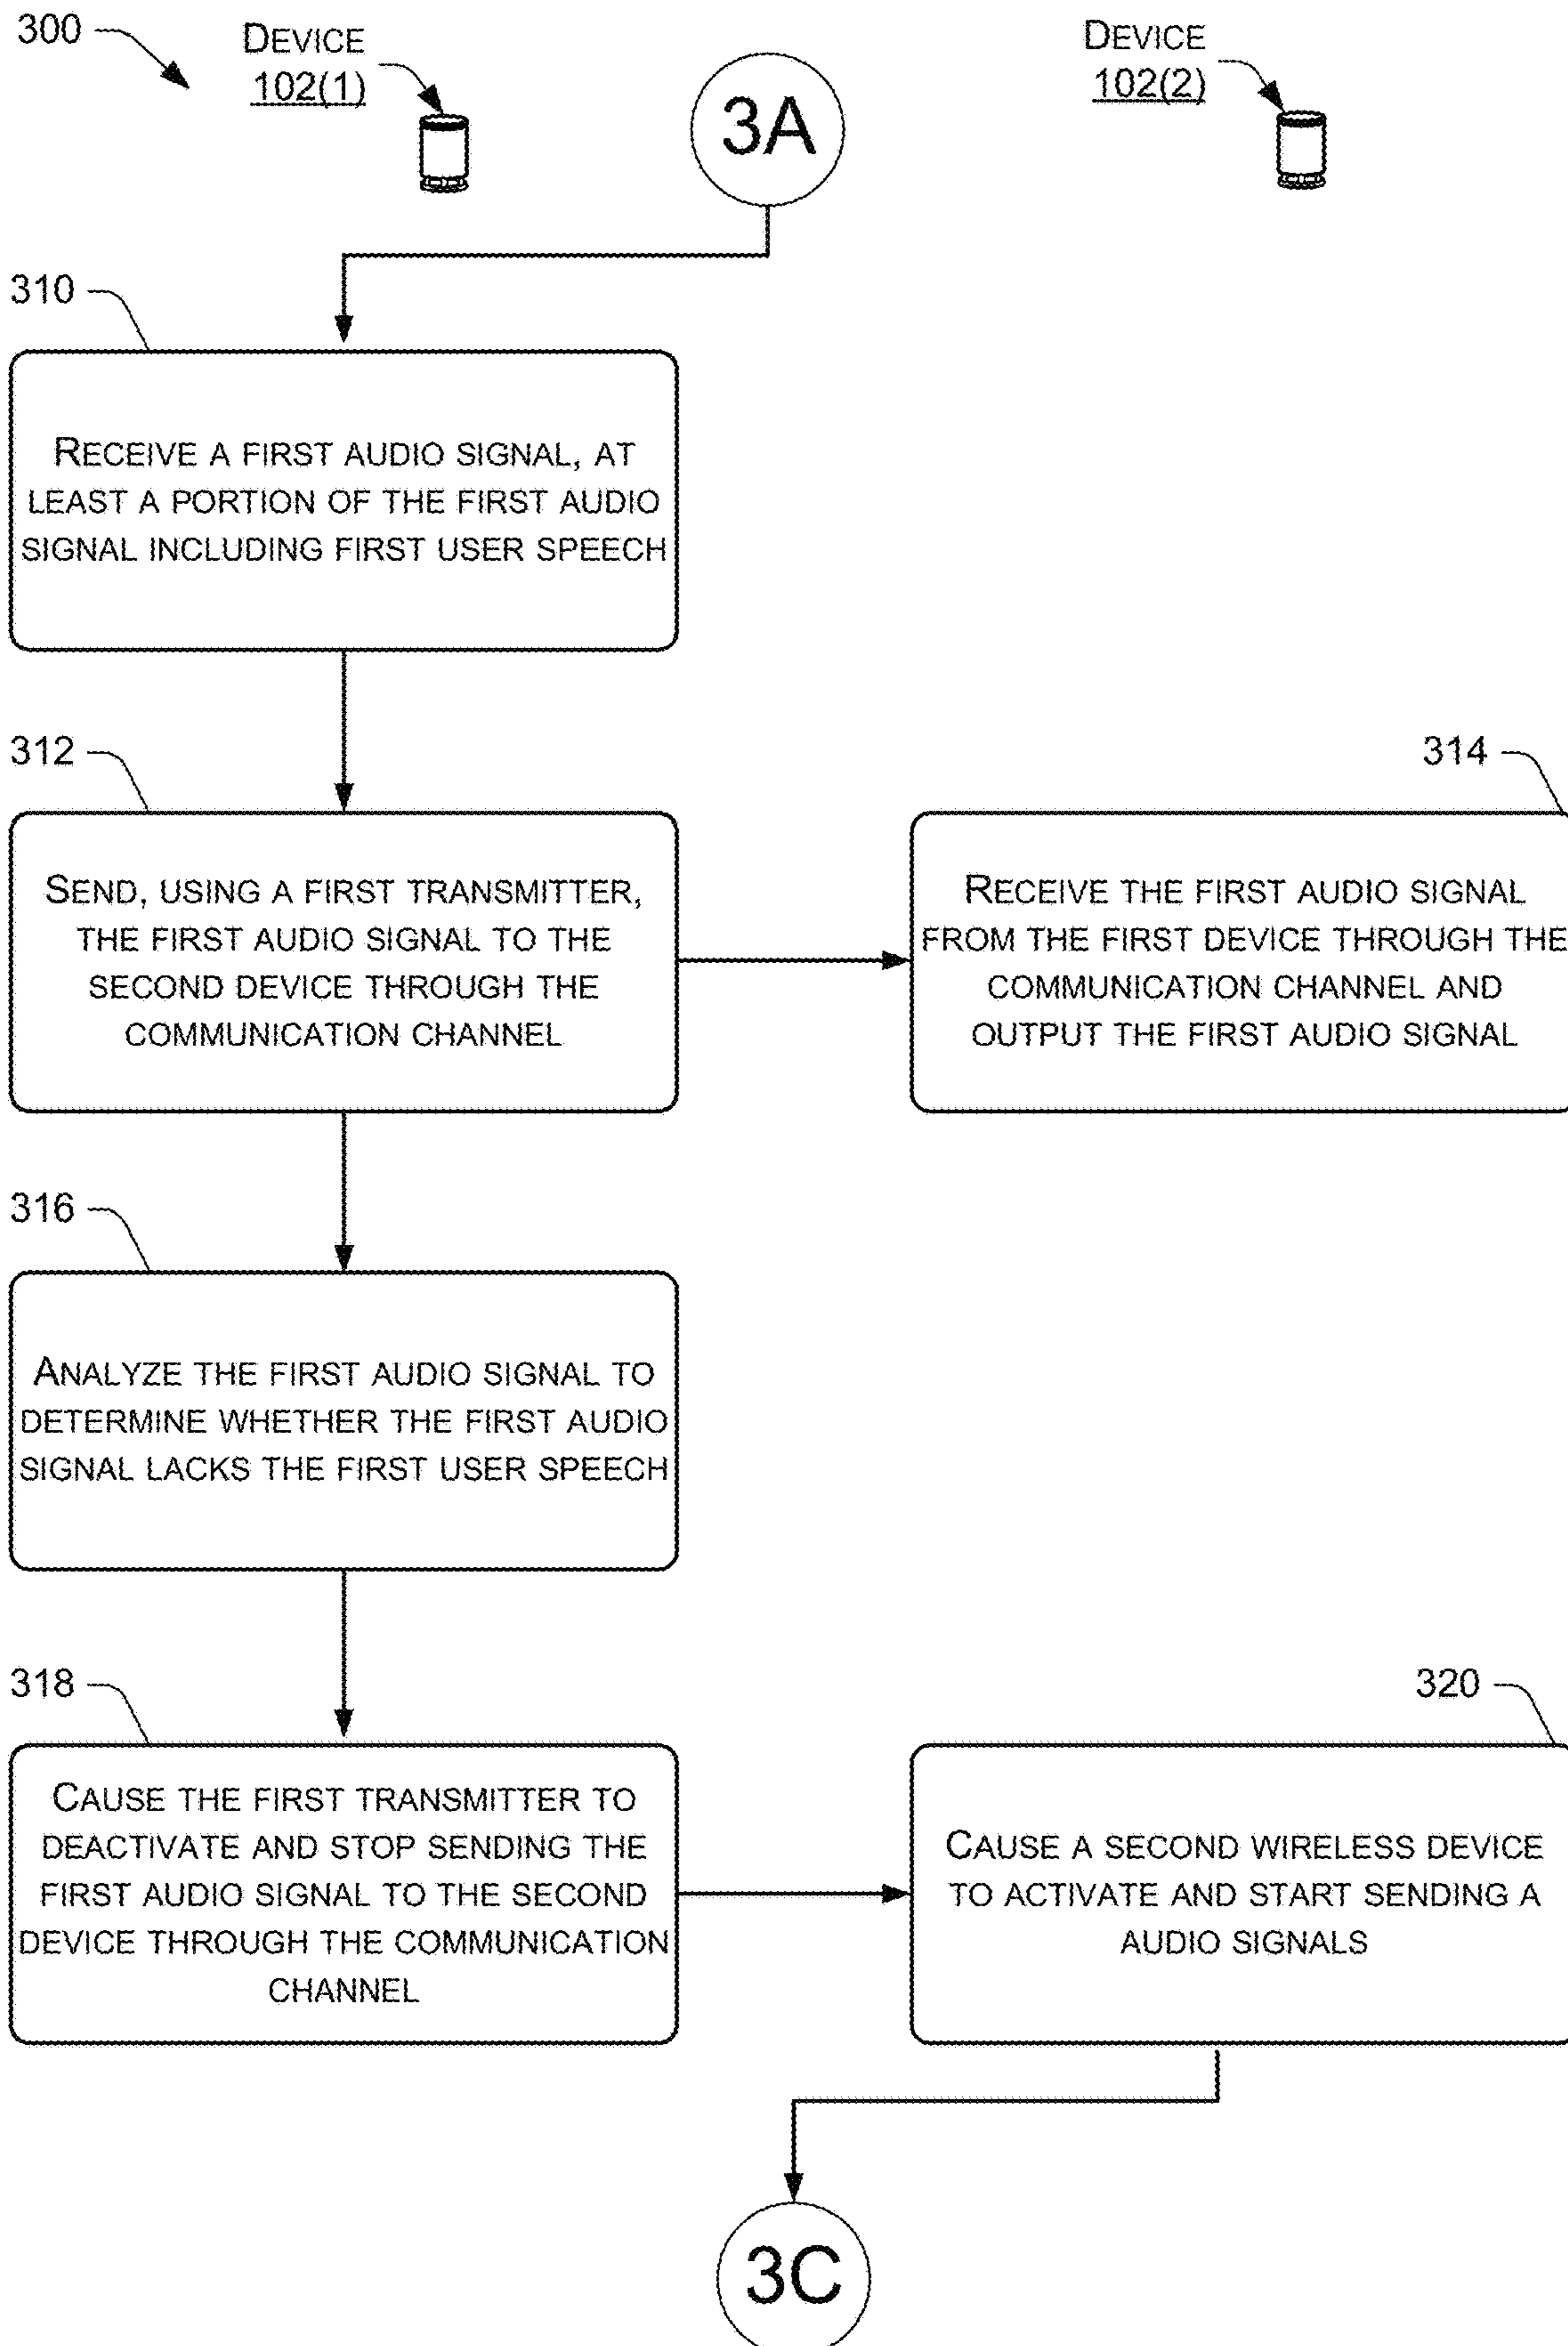 300
DEVICE
102(1)
3A
DEVICE
102(2)
310
RECEIVE A FIRST AUDIO SIGNAL, AT
LEAST A PORTION OF THE FIRST AUDIO
SIGNAL INCLUDING FIRST USER SPEECH
312
SEND, USING A FIRST TRANSMITTER,
THE FIRST AUDIO SIGNAL TO THE
SECOND DEVICE THROUGH THE
COMMUNICATION CHANNEL
314
RECEIVE THE FIRST AUDIO SIGNAL
FROM THE FIRST DEVICE THROUGH THE
COMMUNICATION CHANNEL AND
OUTPUT THE FIRST AUDIO SIGNAL
316
ANALYZE THE FIRST AUDIO SIGNAL TO
DETERMINE WHETHER THE FIRST AUDIO
SIGNAL LACKS THE FIRST USER SPEECH
318
CAUSE THE FIRST TRANSMITTER TO
DEACTIVATE AND STOP SENDING THE
FIRST AUDIO SIGNAL TO THE SECOND
DEVICE THROUGH THE COMMUNICATION
CHANNEL
320
CAUSE A SECOND WIRELESS DEVICE
TO ACTIVATE AND START SENDING A
AUDIO SIGNALS
3C